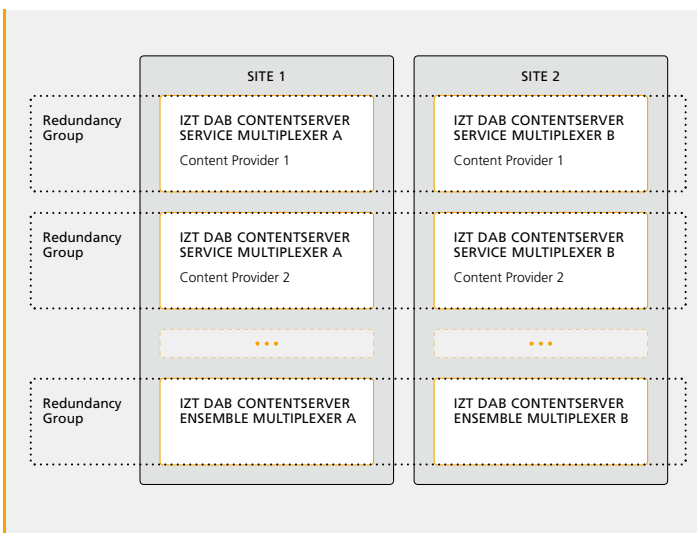 SITE 1
SITE 2
Redundancy
Group
IZT DAB CONTENTSERVER
SERVICE MULTIPLEXER A
Content Provider 1
IZT DAB CONTENTSERVER
SERVICE MULTIPLEXER B
Content Provider 1
Redundancy
Group
IZT DAB CONTENTSERVER
SERVICE MULTIPLEXER A
Content Provider 2
IZT DAB CONTENTSERVER
SERVICE MULTIPLEXER B
Content Provider 2
...
...
Redundancy
Group
IZT DAB CONTENTSERVER
ENSEMBLE MULTIPLEXER A
IZT DAB CONTENTSERVER
ENSEMBLE MULTIPLEXER B